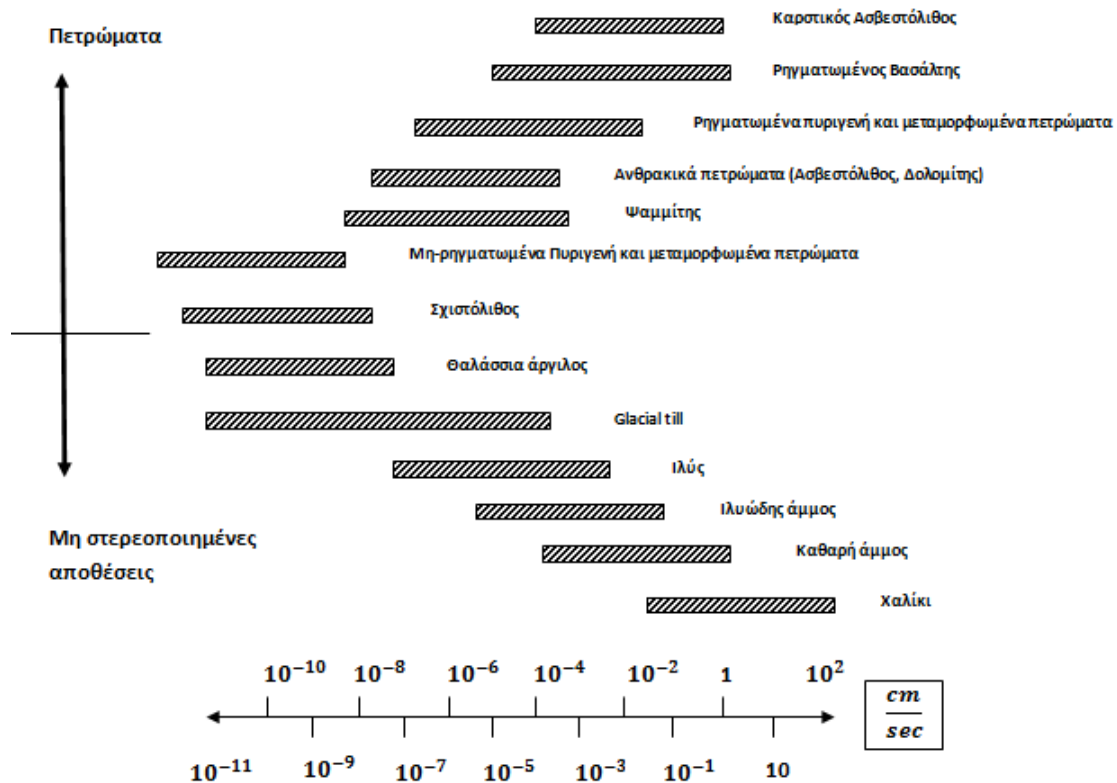 Πετρώματα
Καρστικός Ασβεστόλιθος
Ρηγματωμένος Βασάλτης
Ρηγματωμένα πυριγενή και μεταμορφωμένα πετρώματα
Ανθρακικά πετρώματα (Ασβεστόλιθος, Δολομίτης)
Ψαμμίτης
Μη-ρηγματωμένα Πυριγενή και μεταμορφωμένα πετρώματα
Σχιστόλιθος
Θαλάσσια άργιλος
Glacial till
Ιλύς
Ιλυώδης άμμος
Μη στερεοποιημένες
αποθέσεις
Καθαρή άμμος
Χαλίκι
10⁻¹⁰ 10⁻⁸ 10⁻⁶ 10⁻⁴ 10⁻² 1 10²
cm
sec
10⁻¹¹ 10⁻⁹ 10⁻⁷ 10⁻⁵ 10⁻³ 10⁻¹ 10